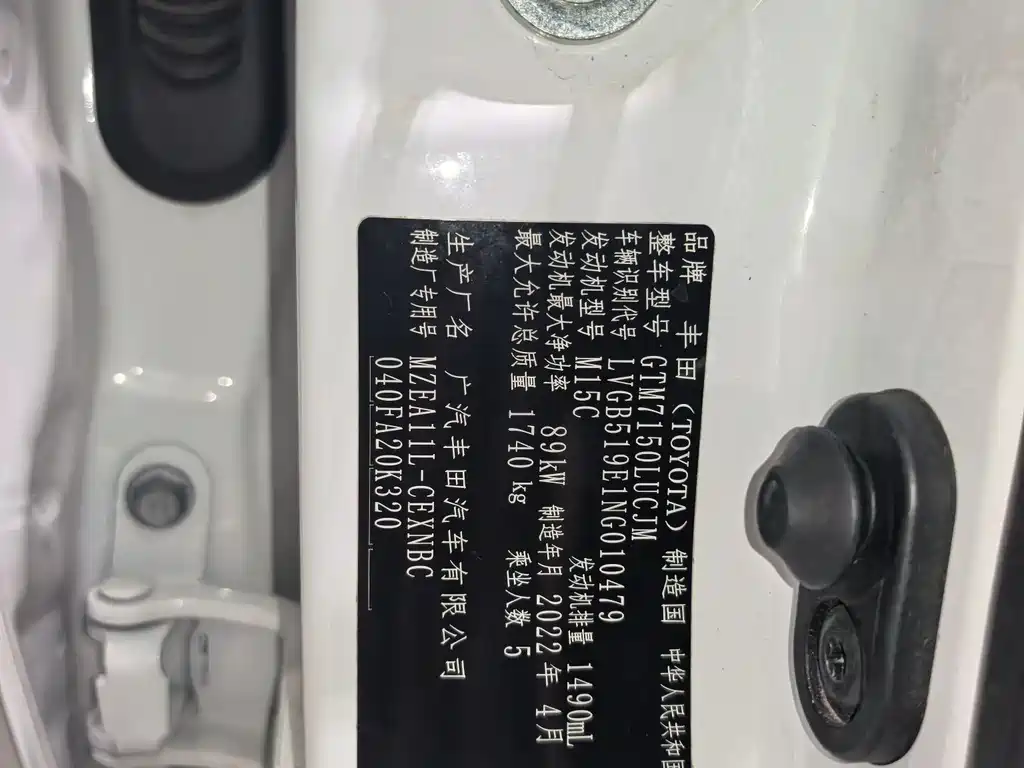 品牌 丰田 (TOYOTA) 制造国 中华人民共和国
整车型号 GTM7150LUCJM
车辆识别代号 LVGB519E1NG010479
发动机型号 M15C 发动机排量 1490mL
发动机最大净功率 89kW 制造年月 2022年 4月
最大允许总质量 1740 kg 乘坐人数 5
生产厂名 广汽丰田汽车有限公司
制造厂专用号 MZEA11L-CEXNBC
040FA20K320